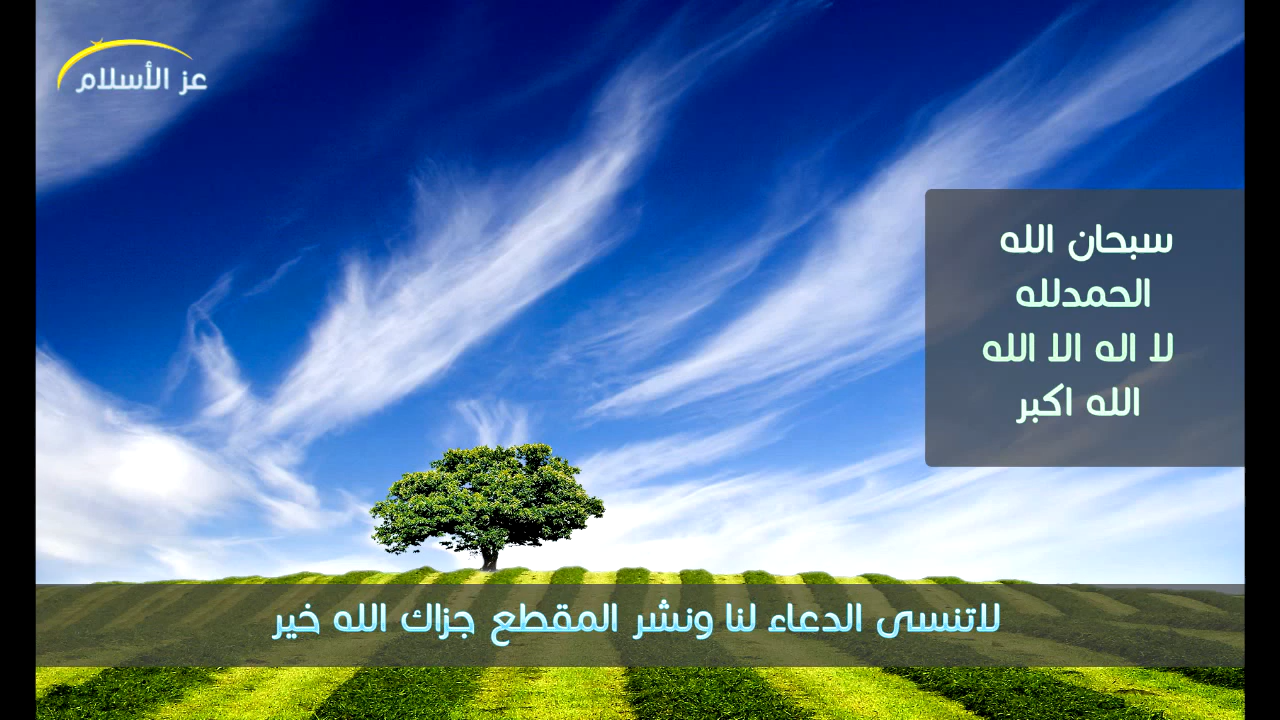 عز الأسلام
سبحان الله
الحمدلله
لا اله الا الله
الله اكبر
لاتنسى الدعاء لنا ونشر المقطع جزاك الله خير